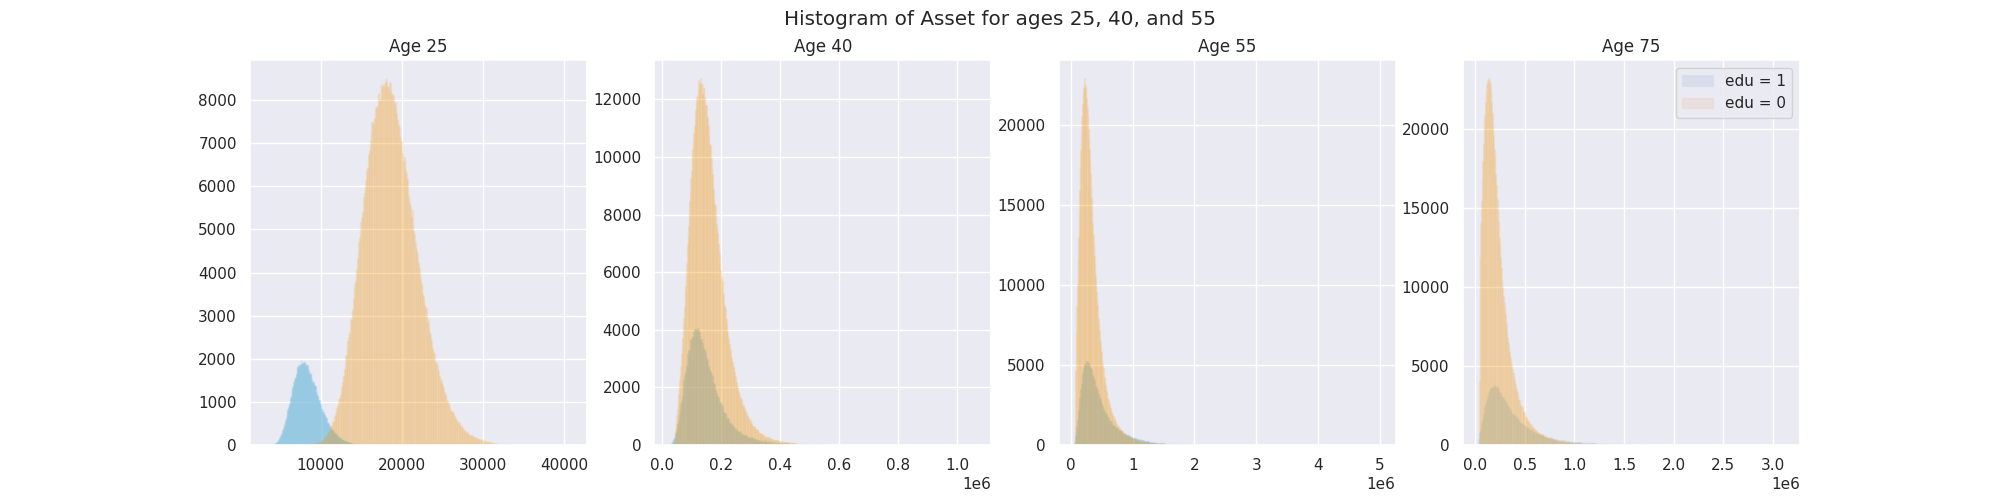 Histogram of Asset for ages 25, 40, and 55
Age 25
8000
7000
6000
5000
4000
3000
2000
1000
0
10000 20000 30000 40000
Age 40
12000
10000
8000
6000
4000
2000
0
0.0 0.2 0.4 0.6 0.8 1.0
1e6
Age 55
20000
15000
10000
5000
0
0 1 2 3 4 5
1e6
Age 75
edu = 1
edu = 0
20000
15000
10000
5000
0
0.0 0.5 1.0 1.5 2.0 2.5 3.0
1e6